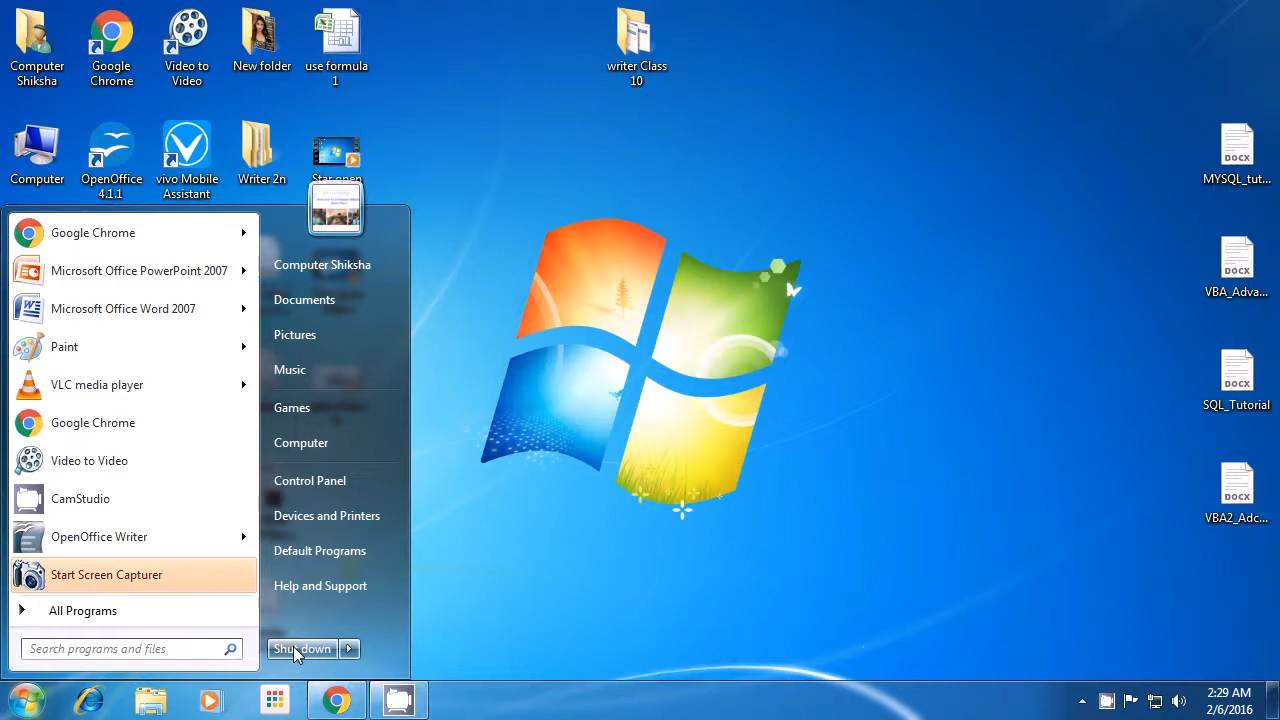 Computer
Shiksha
Google
Chrome
Video to
Video
New folder
use formula
1
writer Class
10
Computer
OpenOffice
4.1.1
vivo Mobile
Assistant
Writer 2n
DOCX
MYSQL_tut...
DOCX
VBA_Adva...
DOCX
SQL_Tutorial
DOCX
VBA2_Adc...
Google Chrome
Microsoft Office PowerPoint 2007
Microsoft Office Word 2007
Paint
VLC media player
Google Chrome
Video to Video
CamStudio
OpenOffice Writer
Start Screen Capturer
All Programs
Search programs and files
Computer Shiksha
Documents
Pictures
Music
Games
Computer
Control Panel
Devices and Printers
Default Programs
Help and Support
Shut down
2:29 AM
2/6/2016